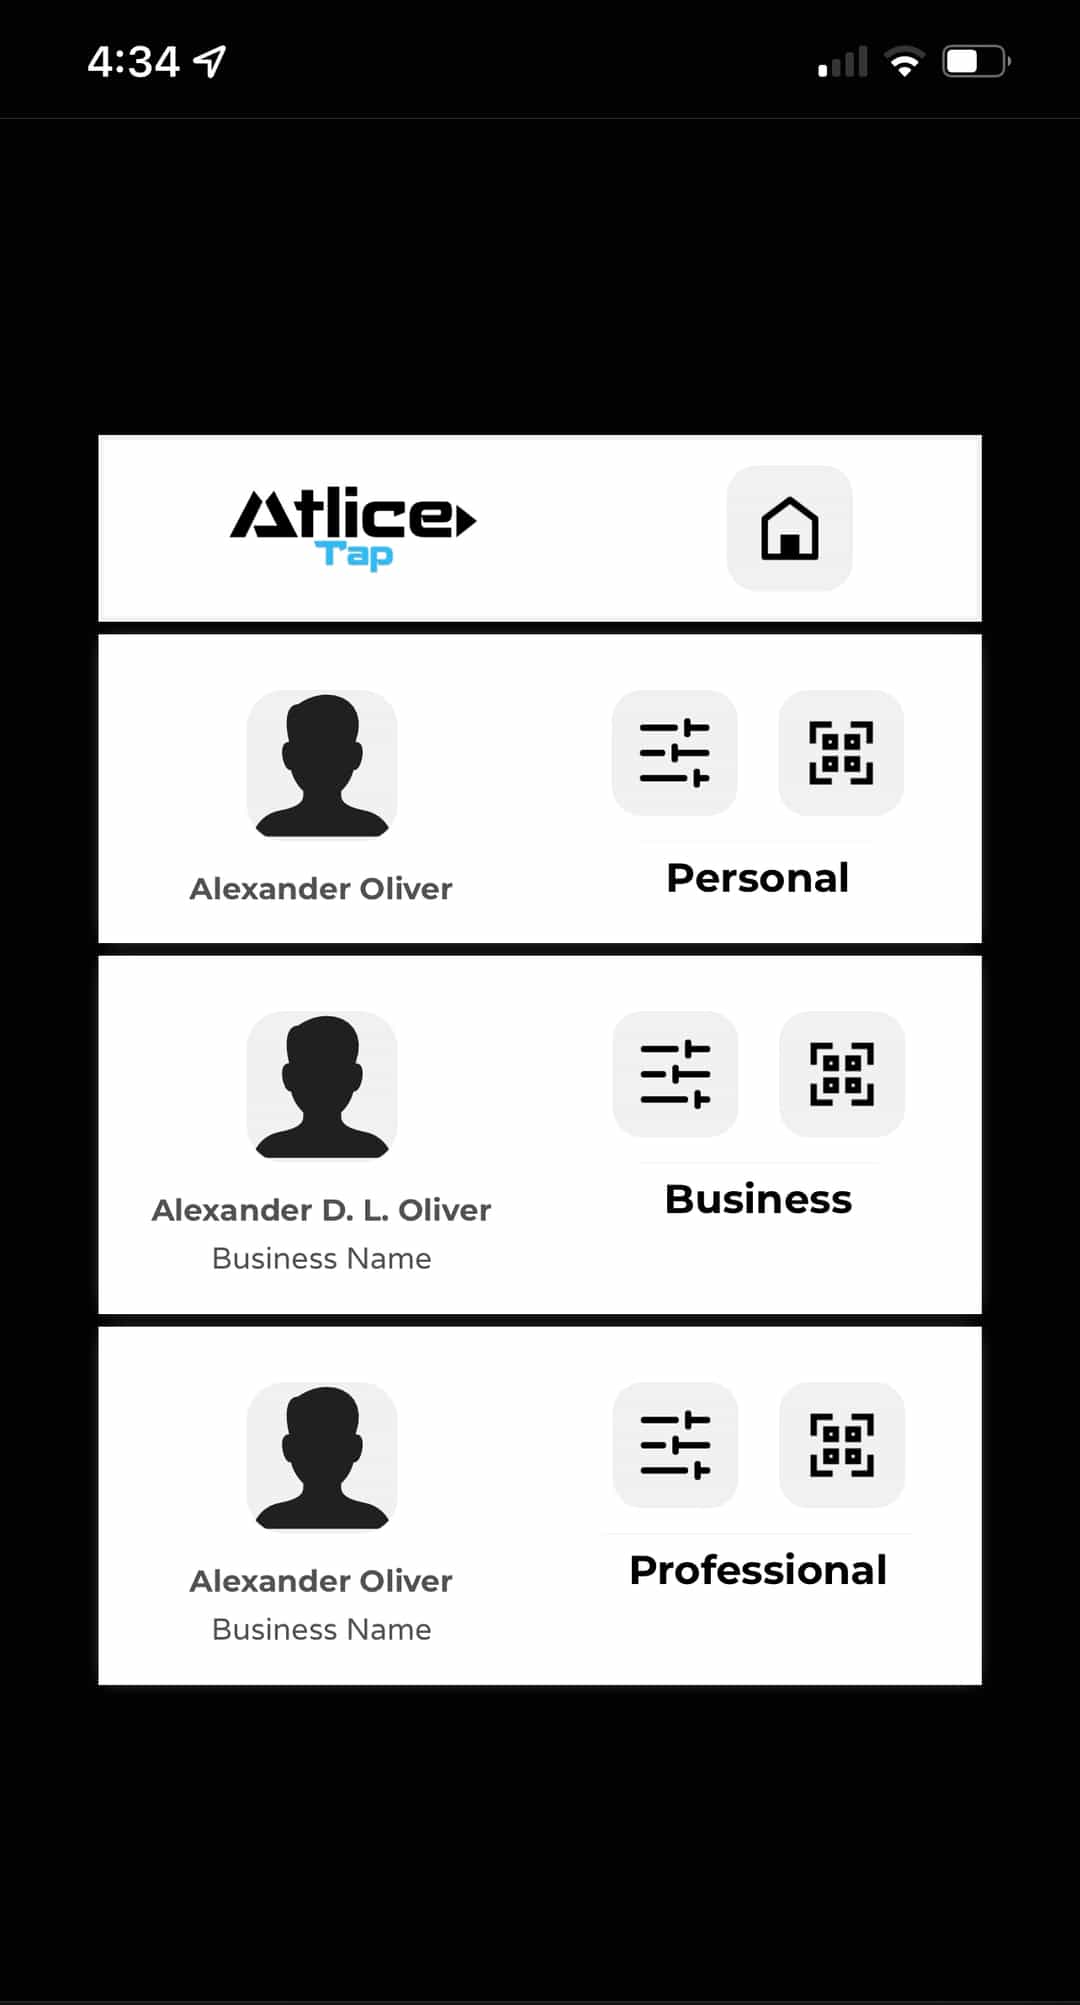 4:34
Atlice
Tap
Alexander Oliver
Personal
Alexander D. L. Oliver
Business Name
Business
Alexander Oliver
Business Name
Professional